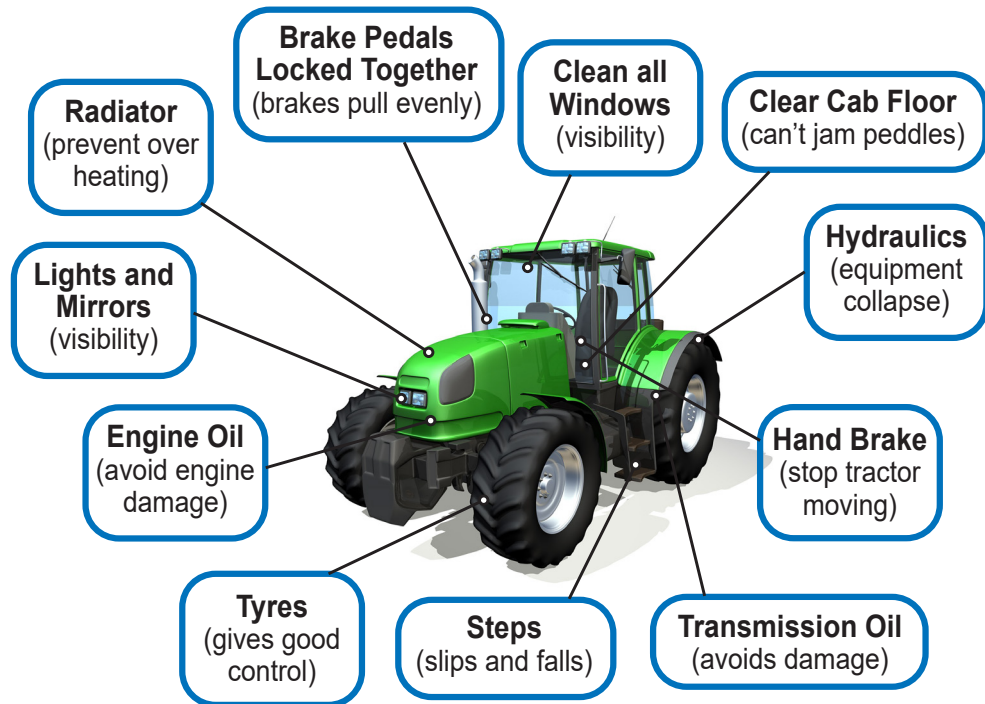 Brake Pedals
Locked Together
(brakes pull evenly)
Clean all
Windows
(visibility)
Clear Cab Floor
(can’t jam peddles)
Radiator
(prevent over
heating)
Hydraulics
(equipment
collapse)
Lights and
Mirrors
(visibility)
Engine Oil
(avoid engine
damage)
Hand Brake
(stop tractor
moving)
Tyres
(gives good
control)
Steps
(slips and falls)
Transmission Oil
(avoids damage)